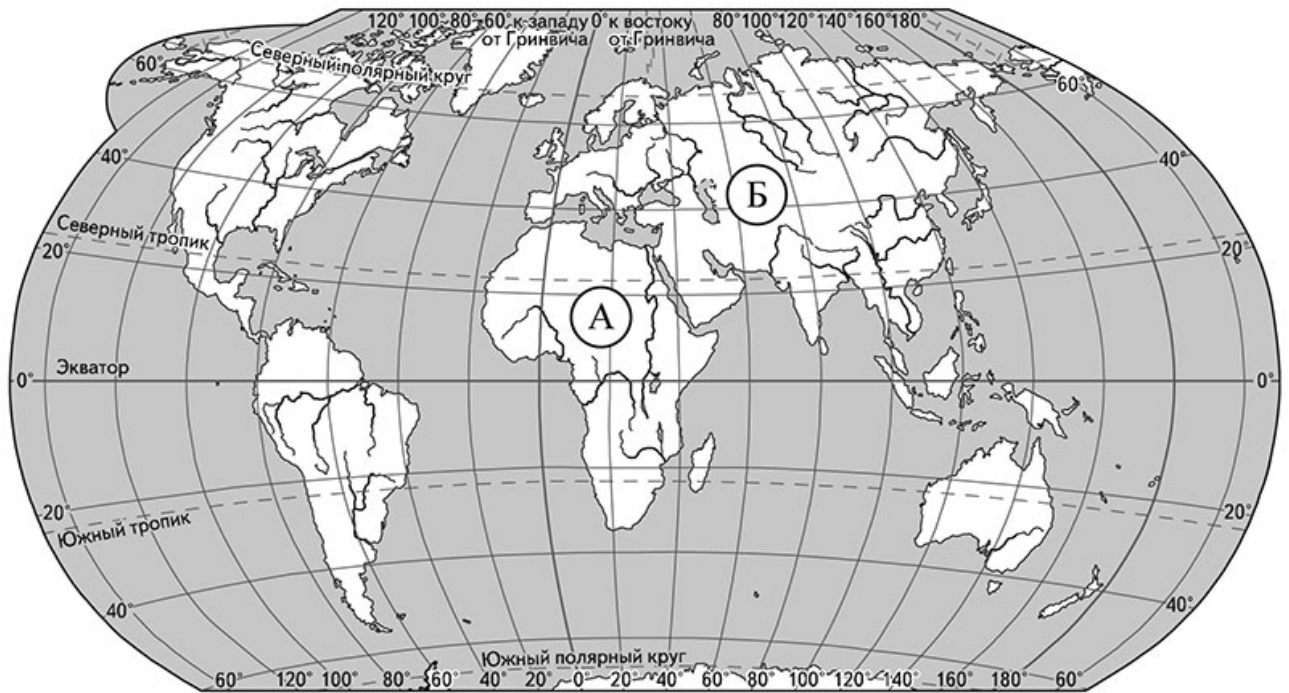 120° 100° 80° 60° к западу 0° к востоку 80° 100° 120° 140° 160° 180°
от Гринвича от Гринвича
60° Северный полярный круг 60°
40° 40°
Б
Северный тропик
20° 20°
А
Экватор
0° 0°
20° 20°
Южный тропик
40° 40°
Южный полярный круг
60° 120° 100° 80° 60° 40° 20° 0° 20° 40° 60° 80° 100° 120° 140° 180° 60°